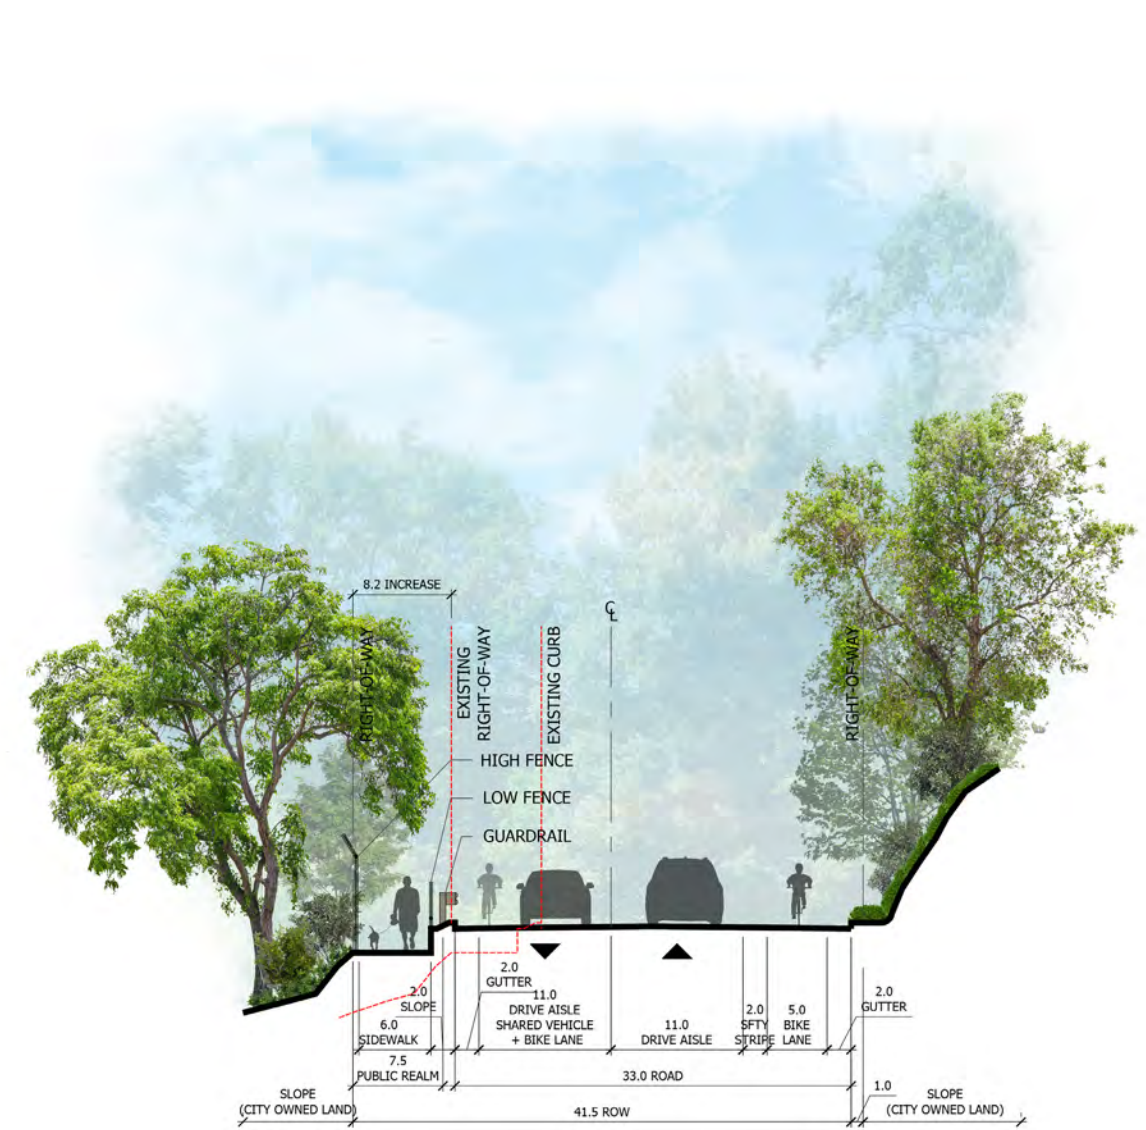 8.2 INCREASE
RIGHT-OF-WAY
EXISTING
RIGHT-OF-WAY
EXISTING CURB
CL
RIGHT-OF-WAY
HIGH FENCE
LOW FENCE
GUARDRAIL
2.0
SLOPE
6.0
SIDEWALK
2.0
GUTTER
11.0
DRIVE AISLE
SHARED VEHICLE
+ BIKE LANE
11.0
DRIVE AISLE
2.0
SFTY
STRIPE
5.0
BIKE
LANE
2.0
GUTTER
7.5
PUBLIC REALM
33.0 ROAD
1.0
SLOPE
(CITY OWNED LAND)
41.5 ROW
SLOPE
(CITY OWNED LAND)